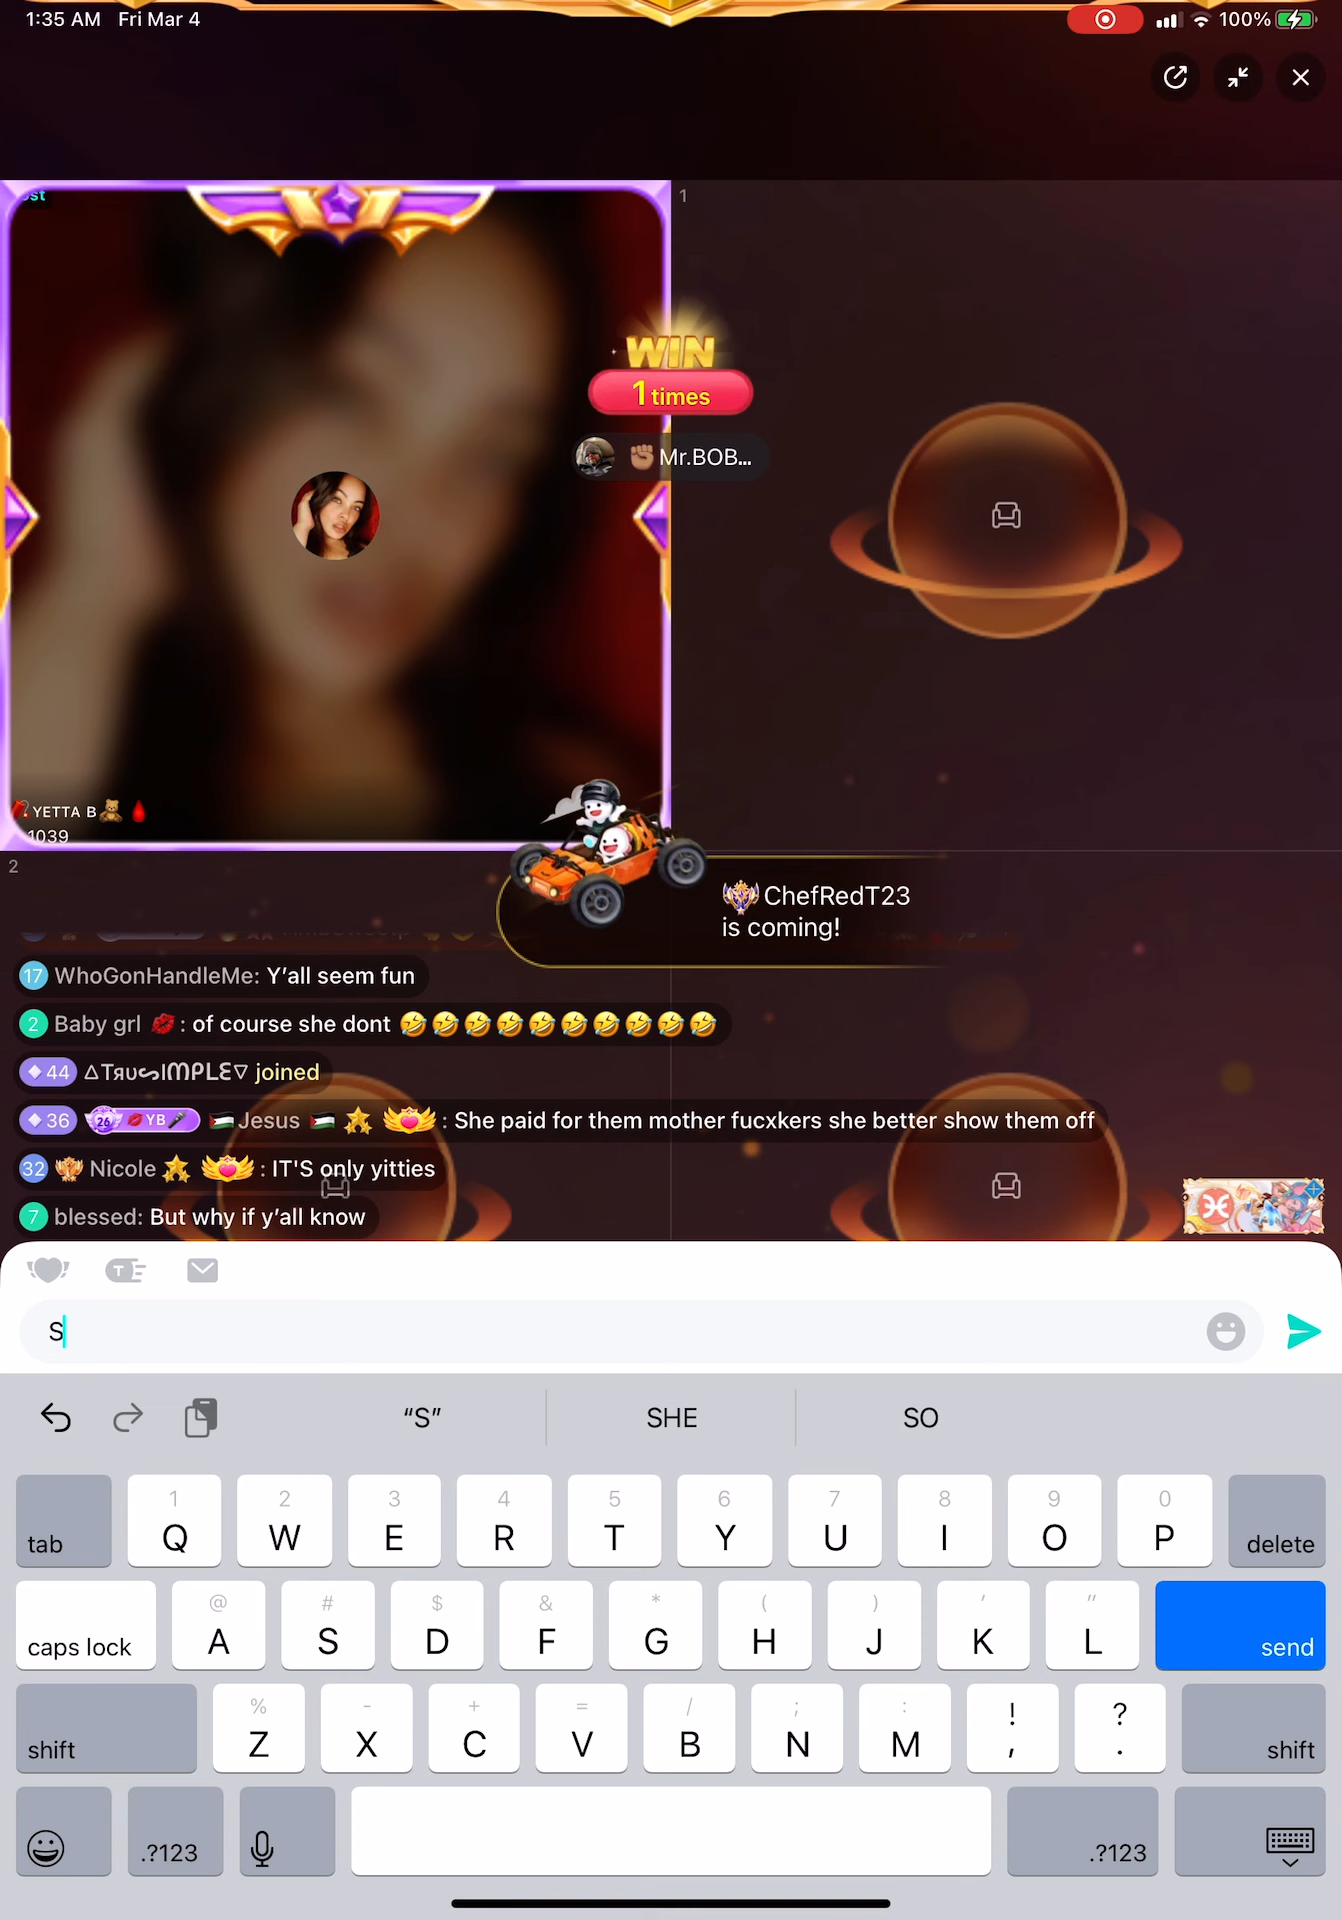 1:35 AM Fri Mar 4
100%
ost
1
WIN
1 times
✊🏽 Mr.BOB...
YETTA B🧸🩸
1039
2
ChefRedT23
is coming!
17 WhoGonHandleMe: Y'all seem fun
2 Baby grl 💋 : of course she dont 🤣🤣🤣🤣🤣🤣🤣🤣🤣🤣
44 ΔTяυᔕIᗰᑭᒪᕮ∇ joined
36 26 💋 YB🎤 🇵🇸Jesus 🇵🇸 : She paid for them mother fucxkers she better show them off
32 Nicole : IT'S only yitties
7 blessed: But why if y'all know
S
"S" SHE SO
tab 1 Q 2 W 3 E 4 R 5 T 6 Y 7 U 8 I 9 O 0 P delete
caps lock @ A # S $ D & F * G ( H ) J ' K " L send
shift % Z - X + C = V / B ; N : M ! , ? . shift
.?123 .?123